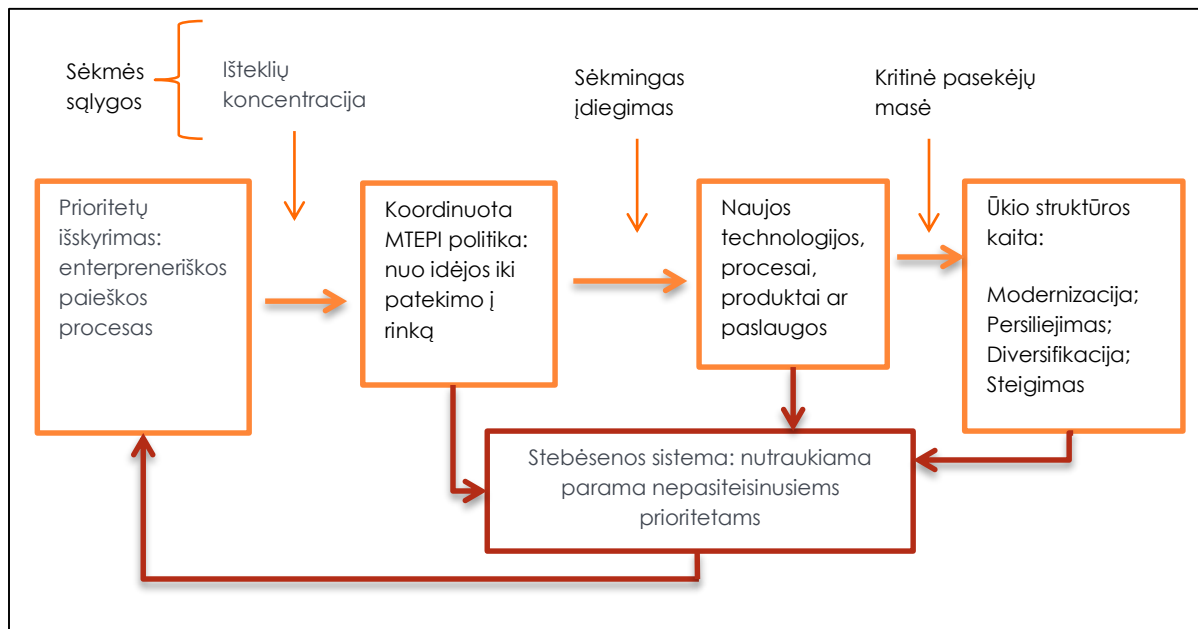 Sėkmės
sąlygos
Išteklių
koncentracija
Sėkmingas
įdiegimas
Kritinė pasekėjų
masė
Prioritetų
išskyrimas:
enterpreneriškos
paieškos
procesas
Koordinuota
MTEPI politika:
nuo idėjos iki
patekimo į
rinką
Naujos
technologijos,
procesai,
produktai ar
paslaugos
Ūkio struktūros
kaita:
Modernizacija;
Persiliejimas;
Diversifikacija;
Steigimas
Stebėsenos sistema: nutraukiama
parama nepasiteisinusiems
prioritetams